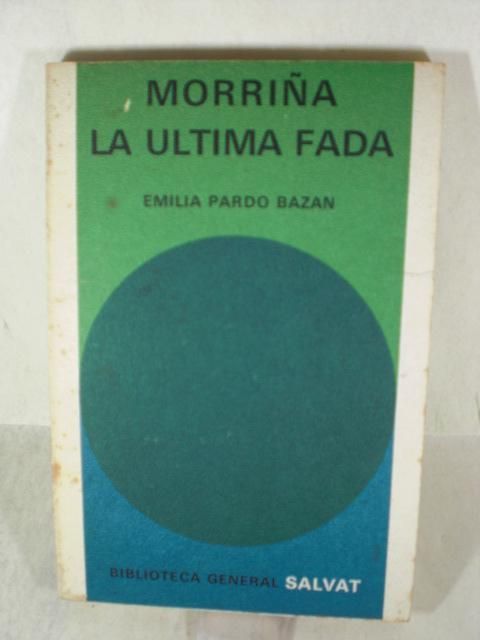 MORRIÑA
LA ULTIMA FADA
EMILIA PARDO BAZAN
BIBLIOTECA GENERAL SALVAT